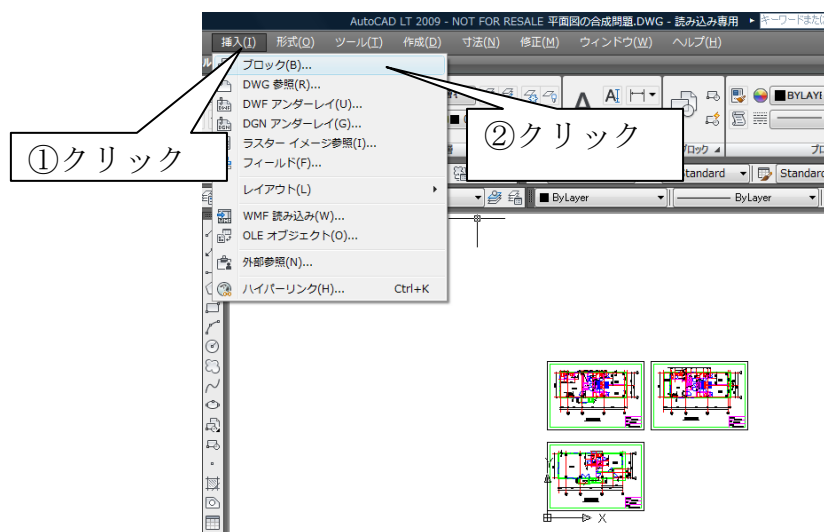 AutoCAD LT 2009 - NOT FOR RESALE 平面図の合成問題.DWG - 読み込み専用
キーワードまた
挿入(I) 形式(O) ツール(T) 作成(D) 寸法(N) 修正(M) ウィンドウ(W) ヘルプ(H)
ブロック(B)...
DWG 参照(R)...
DWF アンダーレイ(U)...
DGN アンダーレイ(G)...
ラスター イメージ参照(I)...
フィールド(F)...
レイアウト(L)
WMF 読み込み(W)...
OLE オブジェクト(O)...
外部参照(N)...
ハイパーリンク(H)... Ctrl+K
①クリック
②クリック
BYLAYE
ブロック
Standard
ByLayer
ByLayer
X
Y